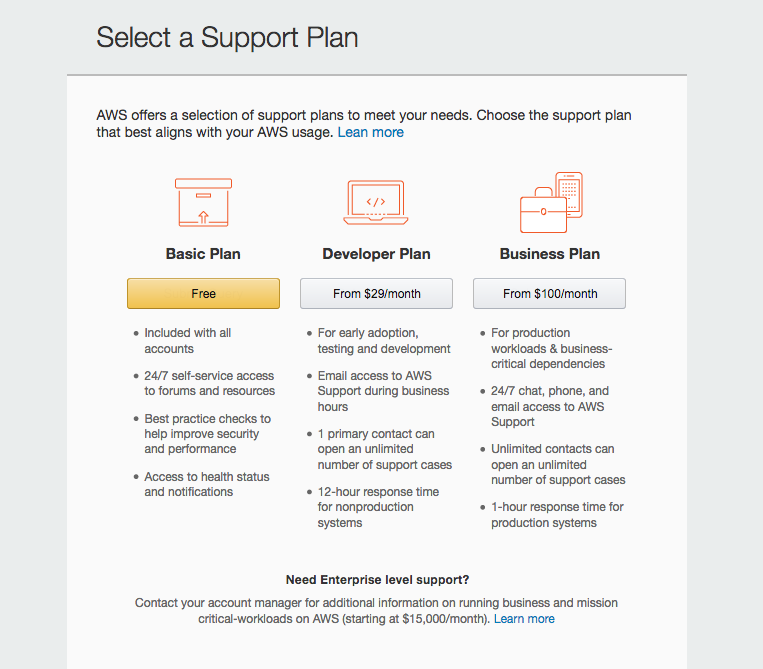 Select a Support Plan
AWS offers a selection of support plans to meet your needs. Choose the support plan
that best aligns with your AWS usage. Lean more
</>
Basic Plan
Developer Plan
Business Plan
Free
From $29/month
From $100/month
• Included with all
accounts
• 24/7 self-service access
to forums and resources
• Best practice checks to
help improve security
and performance
• Access to health status
and notifications
• For early adoption,
testing and development
• Email access to AWS
Support during business
hours
• 1 primary contact can
open an unlimited
number of support cases
• 12-hour response time
for nonproduction
systems
• For production
workloads & business-
critical dependencies
• 24/7 chat, phone, and
email access to AWS
Support
• Unlimited contacts can
open an unlimited
number of support cases
• 1-hour response time for
production systems
Need Enterprise level support?
Contact your account manager for additional information on running business and mission
critical-workloads on AWS (starting at $15,000/month). Learn more